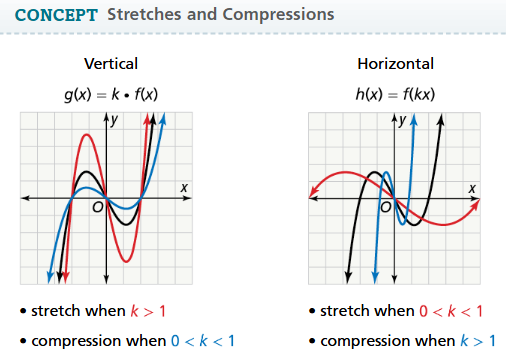 CONCEPT Stretches and Compressions
Vertical
g(x) = k • f(x)
y
x
O
• stretch when k > 1
• compression when 0 < k < 1
Horizontal
h(x) = f(kx)
y
x
O
• stretch when 0 < k < 1
• compression when k > 1